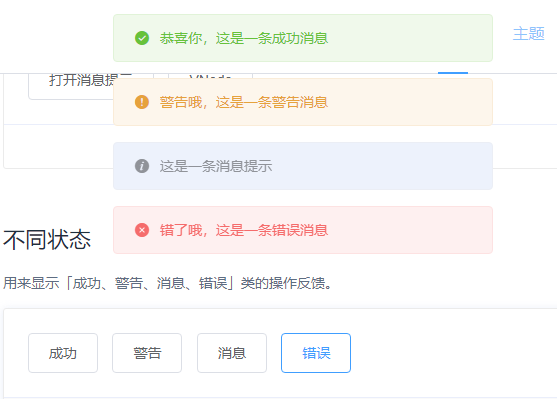 恭喜你，这是一条成功消息
主题
打开消息提示
VNode
警告哦，这是一条警告消息
这是一条消息提示
错了哦，这是一条错误消息
不同状态
用来显示「成功、警告、消息、错误」类的操作反馈。
成功
警告
消息
错误